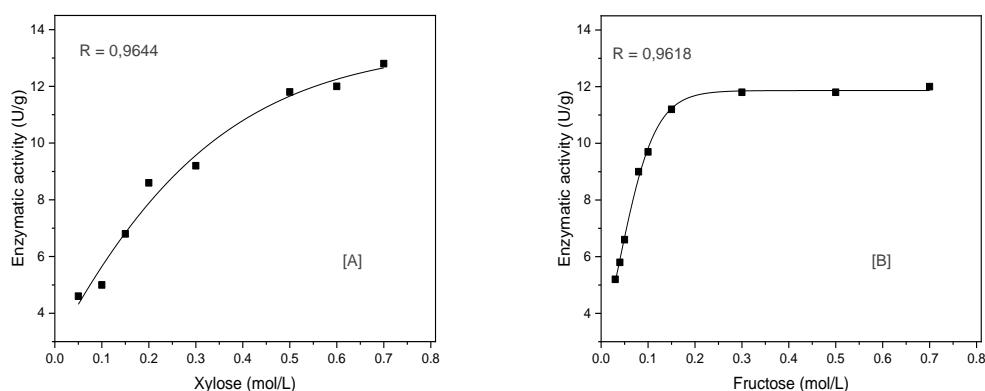 R = 0,9644
[A]
Enzymatic activity (U/g)
14
12
10
8
6
4
0.0 0.1 0.2 0.3 0.4 0.5 0.6 0.7 0.8
Xylose (mol/L)
R = 0,9618
[B]
Enzymatic activity (U/g)
14
12
10
8
6
4
0.0 0.1 0.2 0.3 0.4 0.5 0.6 0.7 0.8
Fructose (mol/L)